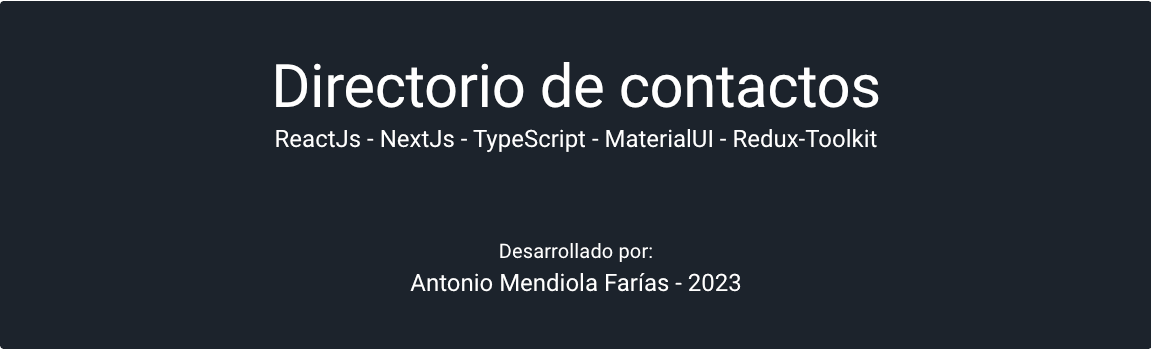 Directorio de contactos
ReactJs - NextJs - TypeScript - MaterialUI - Redux-Toolkit
Desarrollado por:
Antonio Mendiola Farías - 2023